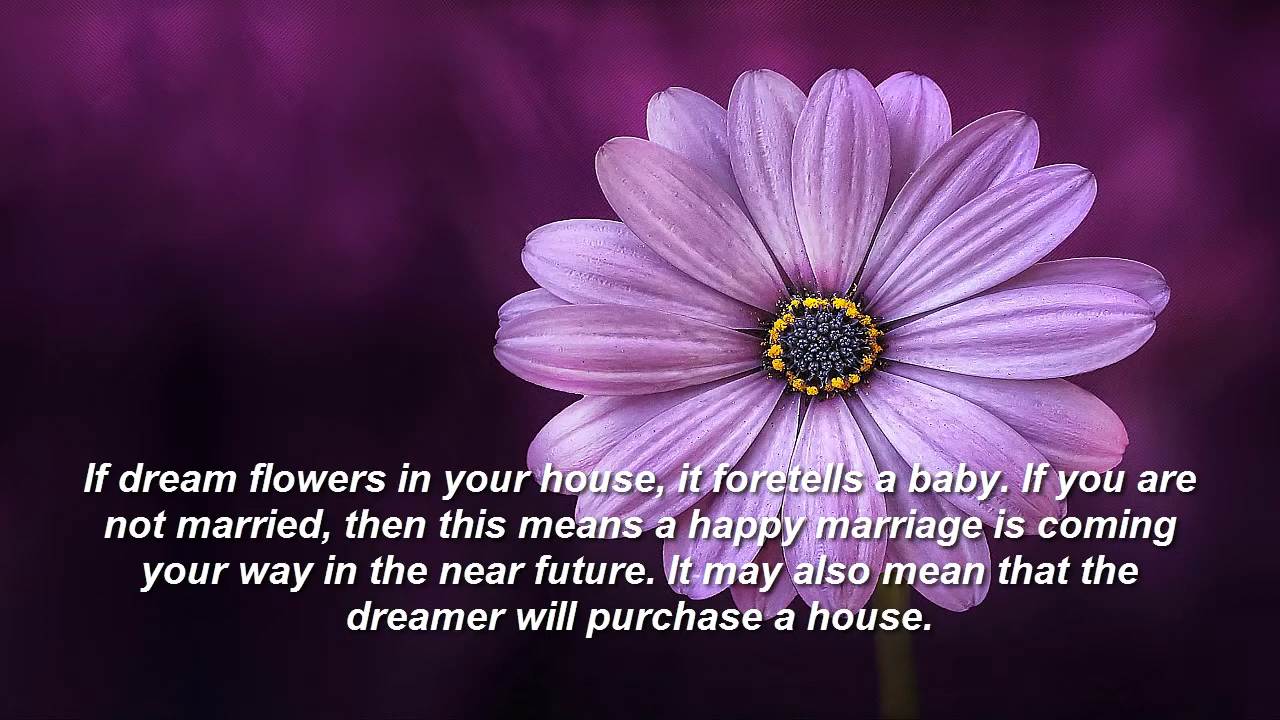 If dream flowers in your house, it foretells a baby. If you are
not married, then this means a happy marriage is coming
your way in the near future. It may also mean that the
dreamer will purchase a house.